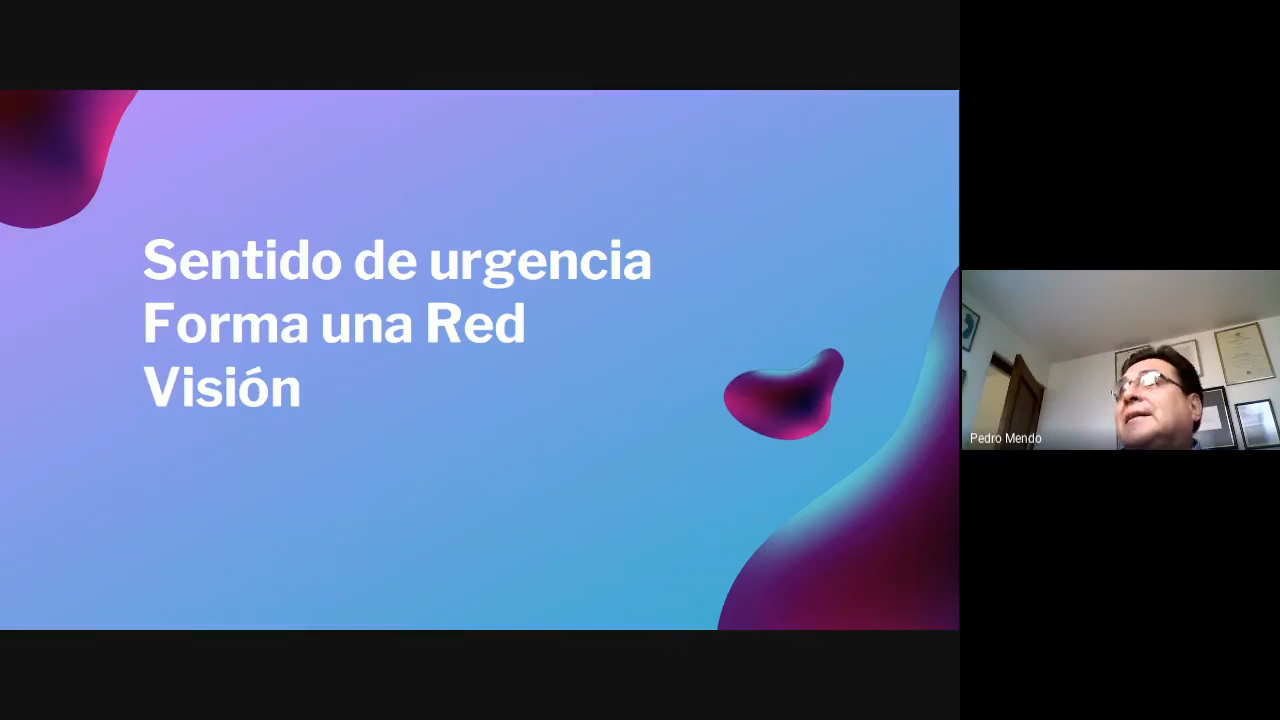 Sentido de urgencia
Forma una Red
Visión
Pedro Mendo